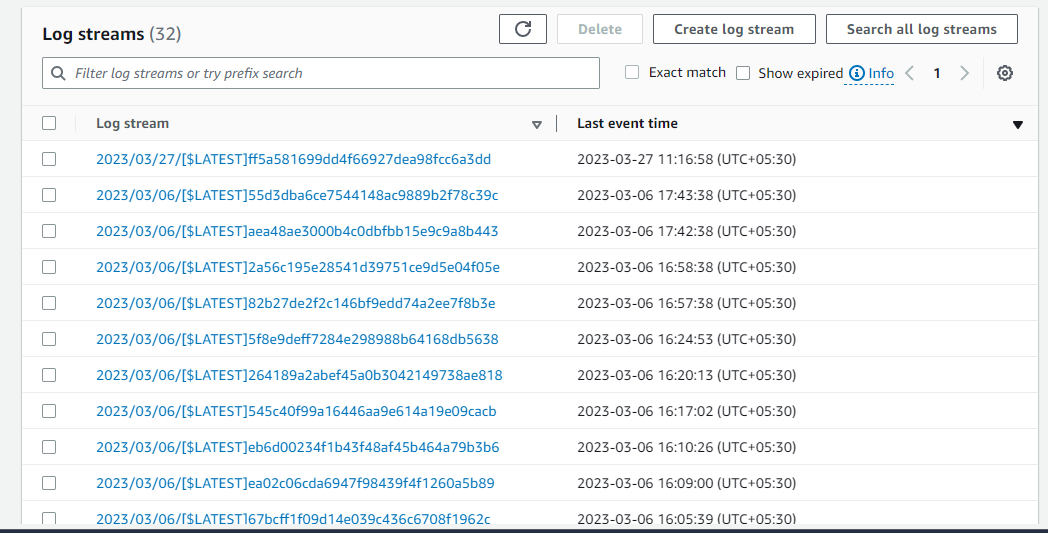 Log streams (32)
Delete
Create log stream
Search all log streams
Filter log streams or try prefix search
Exact match
Show expired
Info
1
Log stream
Last event time
2023/03/27/[$LATEST]ff5a581699dd4f66927dea98fcc6a3dd 2023-03-27 11:16:58 (UTC+05:30)
2023/03/06/[$LATEST]55d3dba6ce7544148ac9889b2f78c39c 2023-03-06 17:43:38 (UTC+05:30)
2023/03/06/[$LATEST]aea48ae3000b4c0dbfbb15e9c9a8b443 2023-03-06 17:42:38 (UTC+05:30)
2023/03/06/[$LATEST]2a56c195e28541d39751ce9d5e04f05e 2023-03-06 16:58:38 (UTC+05:30)
2023/03/06/[$LATEST]82b27de2f2c146bf9edd74a2ee7f8b3e 2023-03-06 16:57:38 (UTC+05:30)
2023/03/06/[$LATEST]5f8e9deff7284e298988b64168db5638 2023-03-06 16:24:53 (UTC+05:30)
2023/03/06/[$LATEST]264189a2abef45a0b3042149738ae818 2023-03-06 16:20:13 (UTC+05:30)
2023/03/06/[$LATEST]545c40f99a16446aa9e614a19e09cacb 2023-03-06 16:17:02 (UTC+05:30)
2023/03/06/[$LATEST]eb6d00234f1b43f48af45b464a79b3b6 2023-03-06 16:10:26 (UTC+05:30)
2023/03/06/[$LATEST]ea02c06cda6947f98439f4f1260a5b89 2023-03-06 16:09:00 (UTC+05:30)
2023/03/06/[$LATEST]67bcff1f09d14e039c436c6708f1962c 2023-03-06 16:05:39 (UTC+05:30)